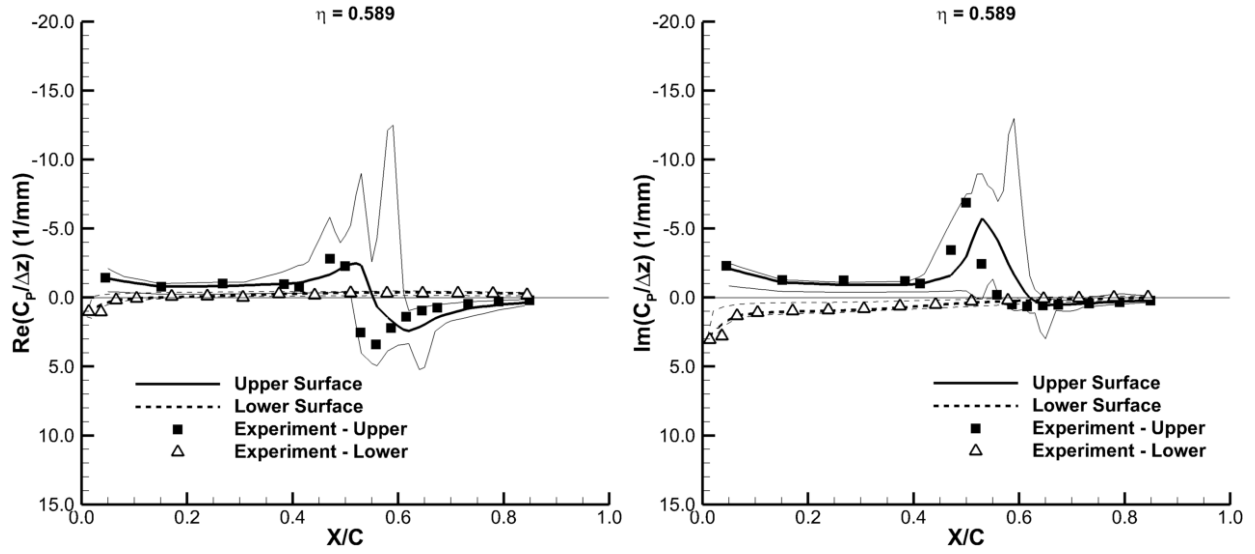 η = 0.589
-20.0
-15.0
-10.0
-5.0
0.0
5.0
10.0
15.0
Re(C_P/Δz) (1/mm)
Upper Surface
Lower Surface
Experiment - Upper
Experiment - Lower
0.0 0.2 0.4 0.6 0.8 1.0
X/C
η = 0.589
-20.0
-15.0
-10.0
-5.0
0.0
5.0
10.0
15.0
Im(C_P/Δz) (1/mm)
Upper Surface
Lower Surface
Experiment - Upper
Experiment - Lower
0.0 0.2 0.4 0.6 0.8 1.0
X/C